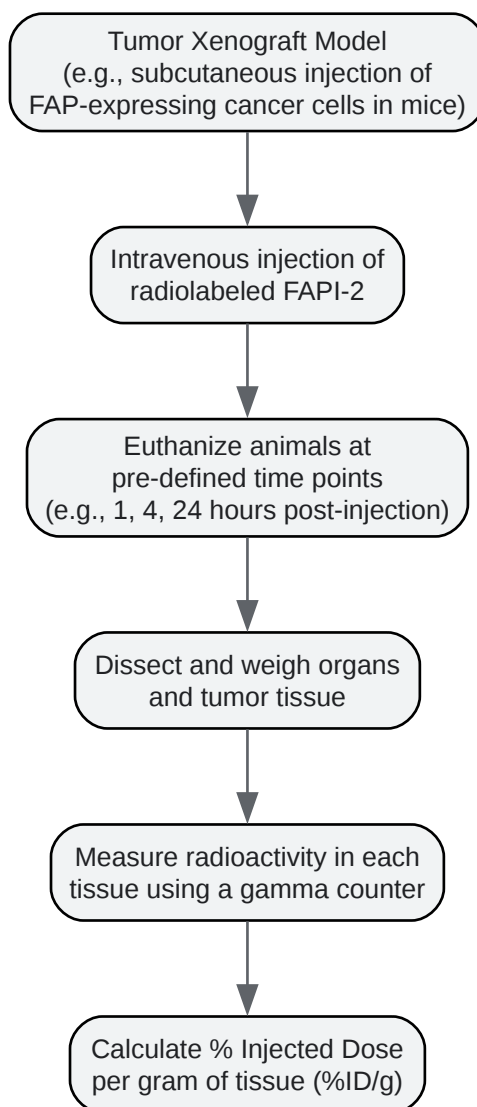 Tumor Xenograft Model
(e.g., subcutaneous injection of
FAP-expressing cancer cells in mice)
Intravenous injection of
radiolabeled FAPI-2
Euthanize animals at
pre-defined time points
(e.g., 1, 4, 24 hours post-injection)
Dissect and weigh organs
and tumor tissue
Measure radioactivity in each
tissue using a gamma counter
Calculate % Injected Dose
per gram of tissue (%ID/g)